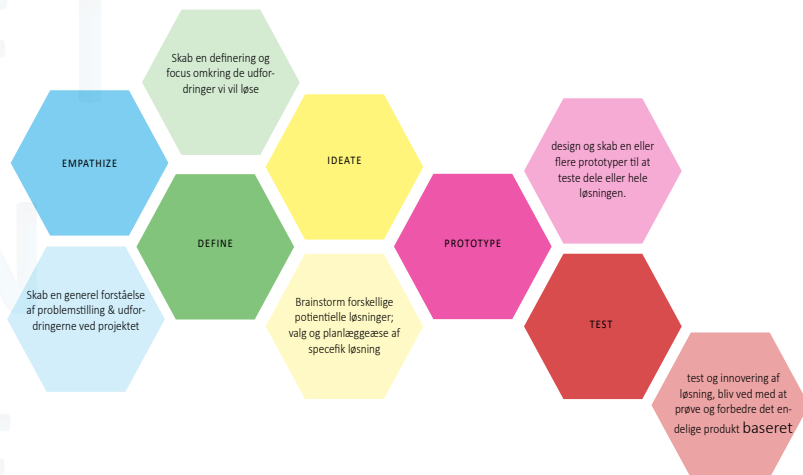 Skab en definering og
focus omkring de udfor-
dringer vi vil løse
EMPATHIZE
IDEATE
design og skab en eller
flere prototyper til at
teste dele eller hele
løsningen.
DEFINE
PROTOTYPE
Skab en generel forståelse
af problemstilling & udfor-
dringerne ved projektet
Brainstorm forskellige
potientielle løsninger;
valg og planlæggeæse af
specefik løsning
TEST
test og innovering af
løsning, bliv ved med at
prøve og forbedre det en-
delige produkt baseret